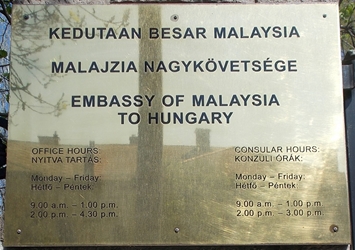 KEDUTAAN BESAR MALAYSIA
MALAJZIA NAGYKÖVETSÉGE
EMBASSY OF MALAYSIA
TO HUNGARY
OFFICE HOURS:
NYITVA TARTÁS:
Monday – Friday:
Hétfő – Péntek:
9.00 a.m. – 1.00 p.m.
2.00 p.m. – 4.30 p.m.
CONSULAR HOURS:
KONZULI ÓRÁK:
Monday – Friday:
Hétfő – Péntek:
9.00 a.m. – 1.00 p.m.
2.00 p.m. – 3.00 p.m.